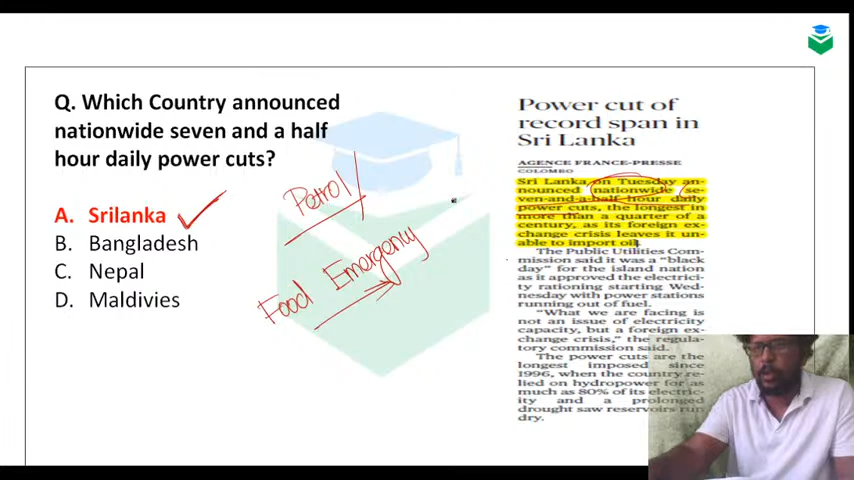 Q. Which Country announced
nationwide seven and a half
hour daily power cuts?
A. Srilanka
B. Bangladesh
C. Nepal
D. Maldivies
Petrol
Food Emergency
Power cut of
record span in
Sri Lanka
AGENCE FRANCE-PRESSE
COLOMBO
Sri Lanka on Tuesday an-
nounced nationwide se-
ven-and-a-half hour daily
power cuts, the longest in
more than a quarter of a
century, as its foreign ex-
change crisis leaves it un-
able to import oil.
The Public Utilities Com-
mission said it was a "black
day" for the island nation
as it approved the electrici-
ty rationing starting Wed-
nesday with power stations
running out of fuel.
"What we are facing is
not an issue of electricity
capacity, but a foreign ex-
change crisis," the regula-
tory commission said.
The power cuts are the
longest imposed since
1996, when the country re-
lied on hydropower for as
much as 80% of its electric-
ity and a prolonged
drought saw reservoirs run
dry.